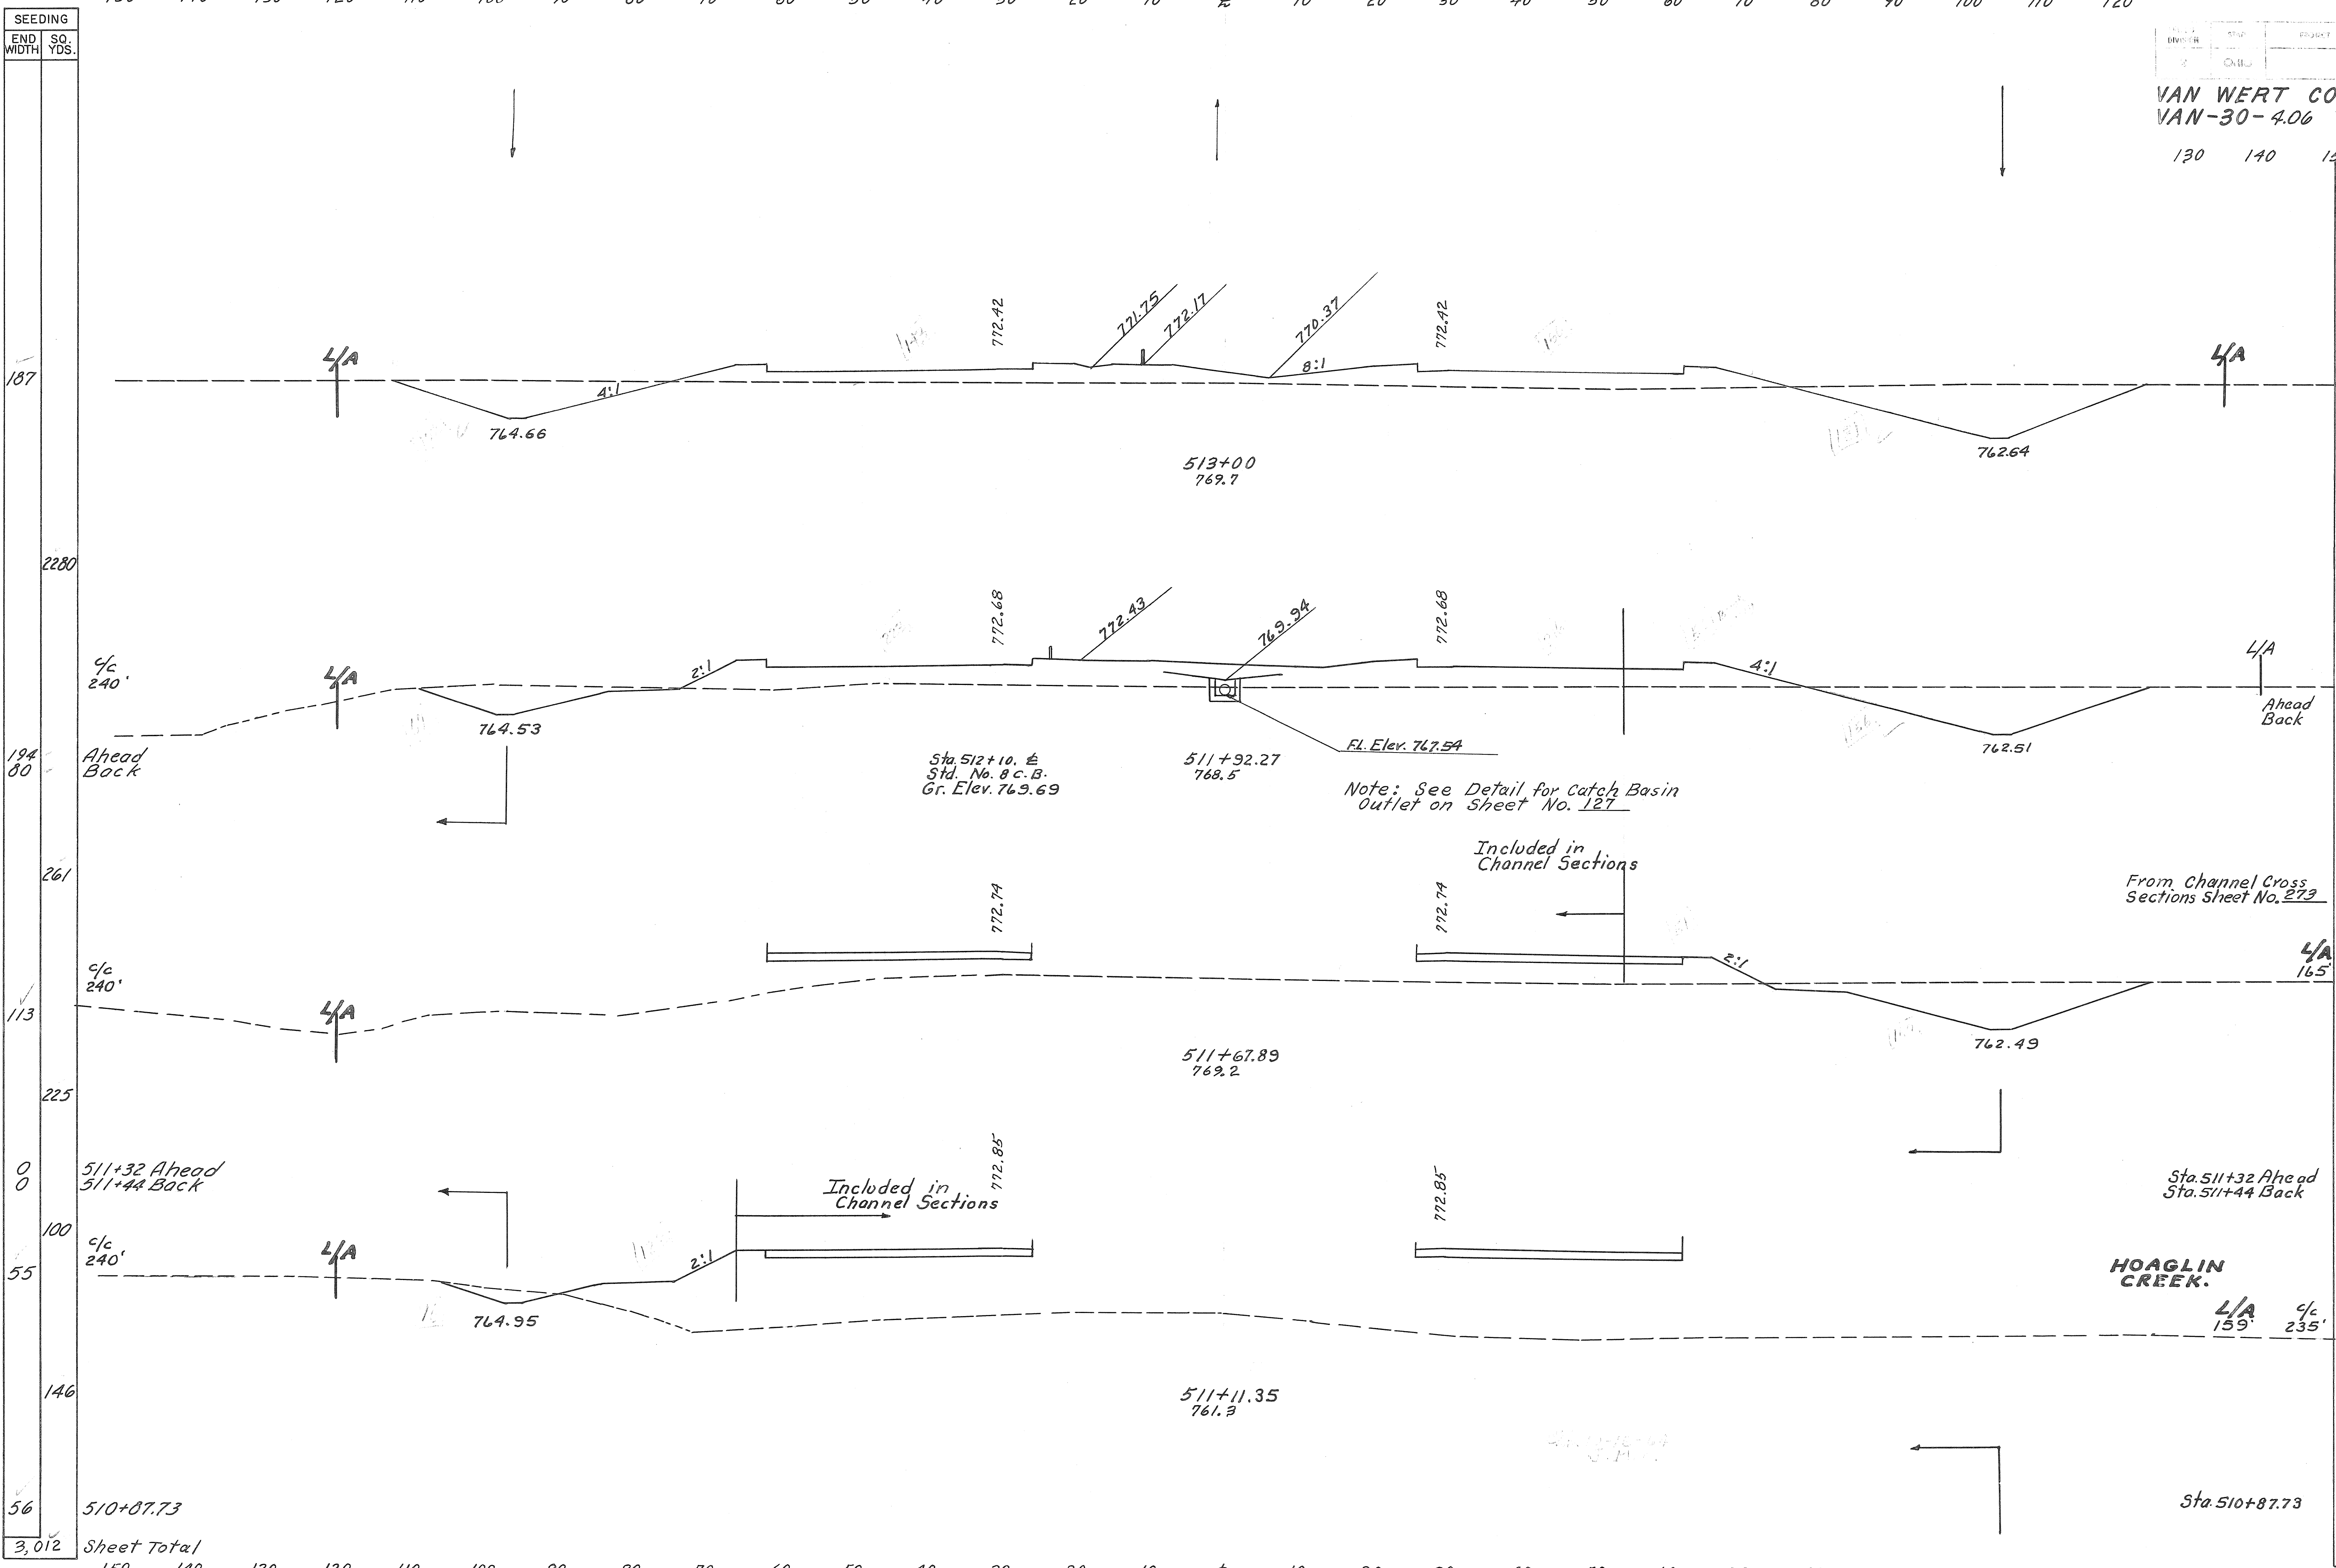 SEEDING
END WIDTH
SQ. YDS.
VAN WERT CO
VAN-30-4.06
130 140
771.75
772.17
770.37
772.42
772.42
L/A
L/A
187
4:1
8:1
764.66
762.64
513+00
769.7
2280
772.68
772.43
769.94
772.68
c/c
240'
L/A
2:1
4:1
L/A
Ahead
Back
764.53
762.51
194 Ahead
80 Back
Sta. 512+10. ℄
Std. No. 8 C.B.
Gr. Elev. 769.69
511+92.27
768.5
Fl. Elev. 767.54
Note: See Detail for Catch Basin
Outlet on Sheet No. 127
Included in
Channel Sections
261
From Channel Cross
Sections Sheet No. 273
772.74
772.74
c/c
240'
L/A
2:1
L/A
165'
113
762.49
511+67.89
769.2
225
772.85
772.85
0 511+32 Ahead
0 511+44 Back
Included in
Channel Sections
Sta. 511+32 Ahead
Sta. 511+44 Back
100
c/c
240'
L/A
2:1
55
HOAGLIN
CREEK.
L/A
159'
c/c
235'
764.95
146
511+11.35
761.3
56 510+87.73
Sta. 510+87.73
3,012 Sheet Total